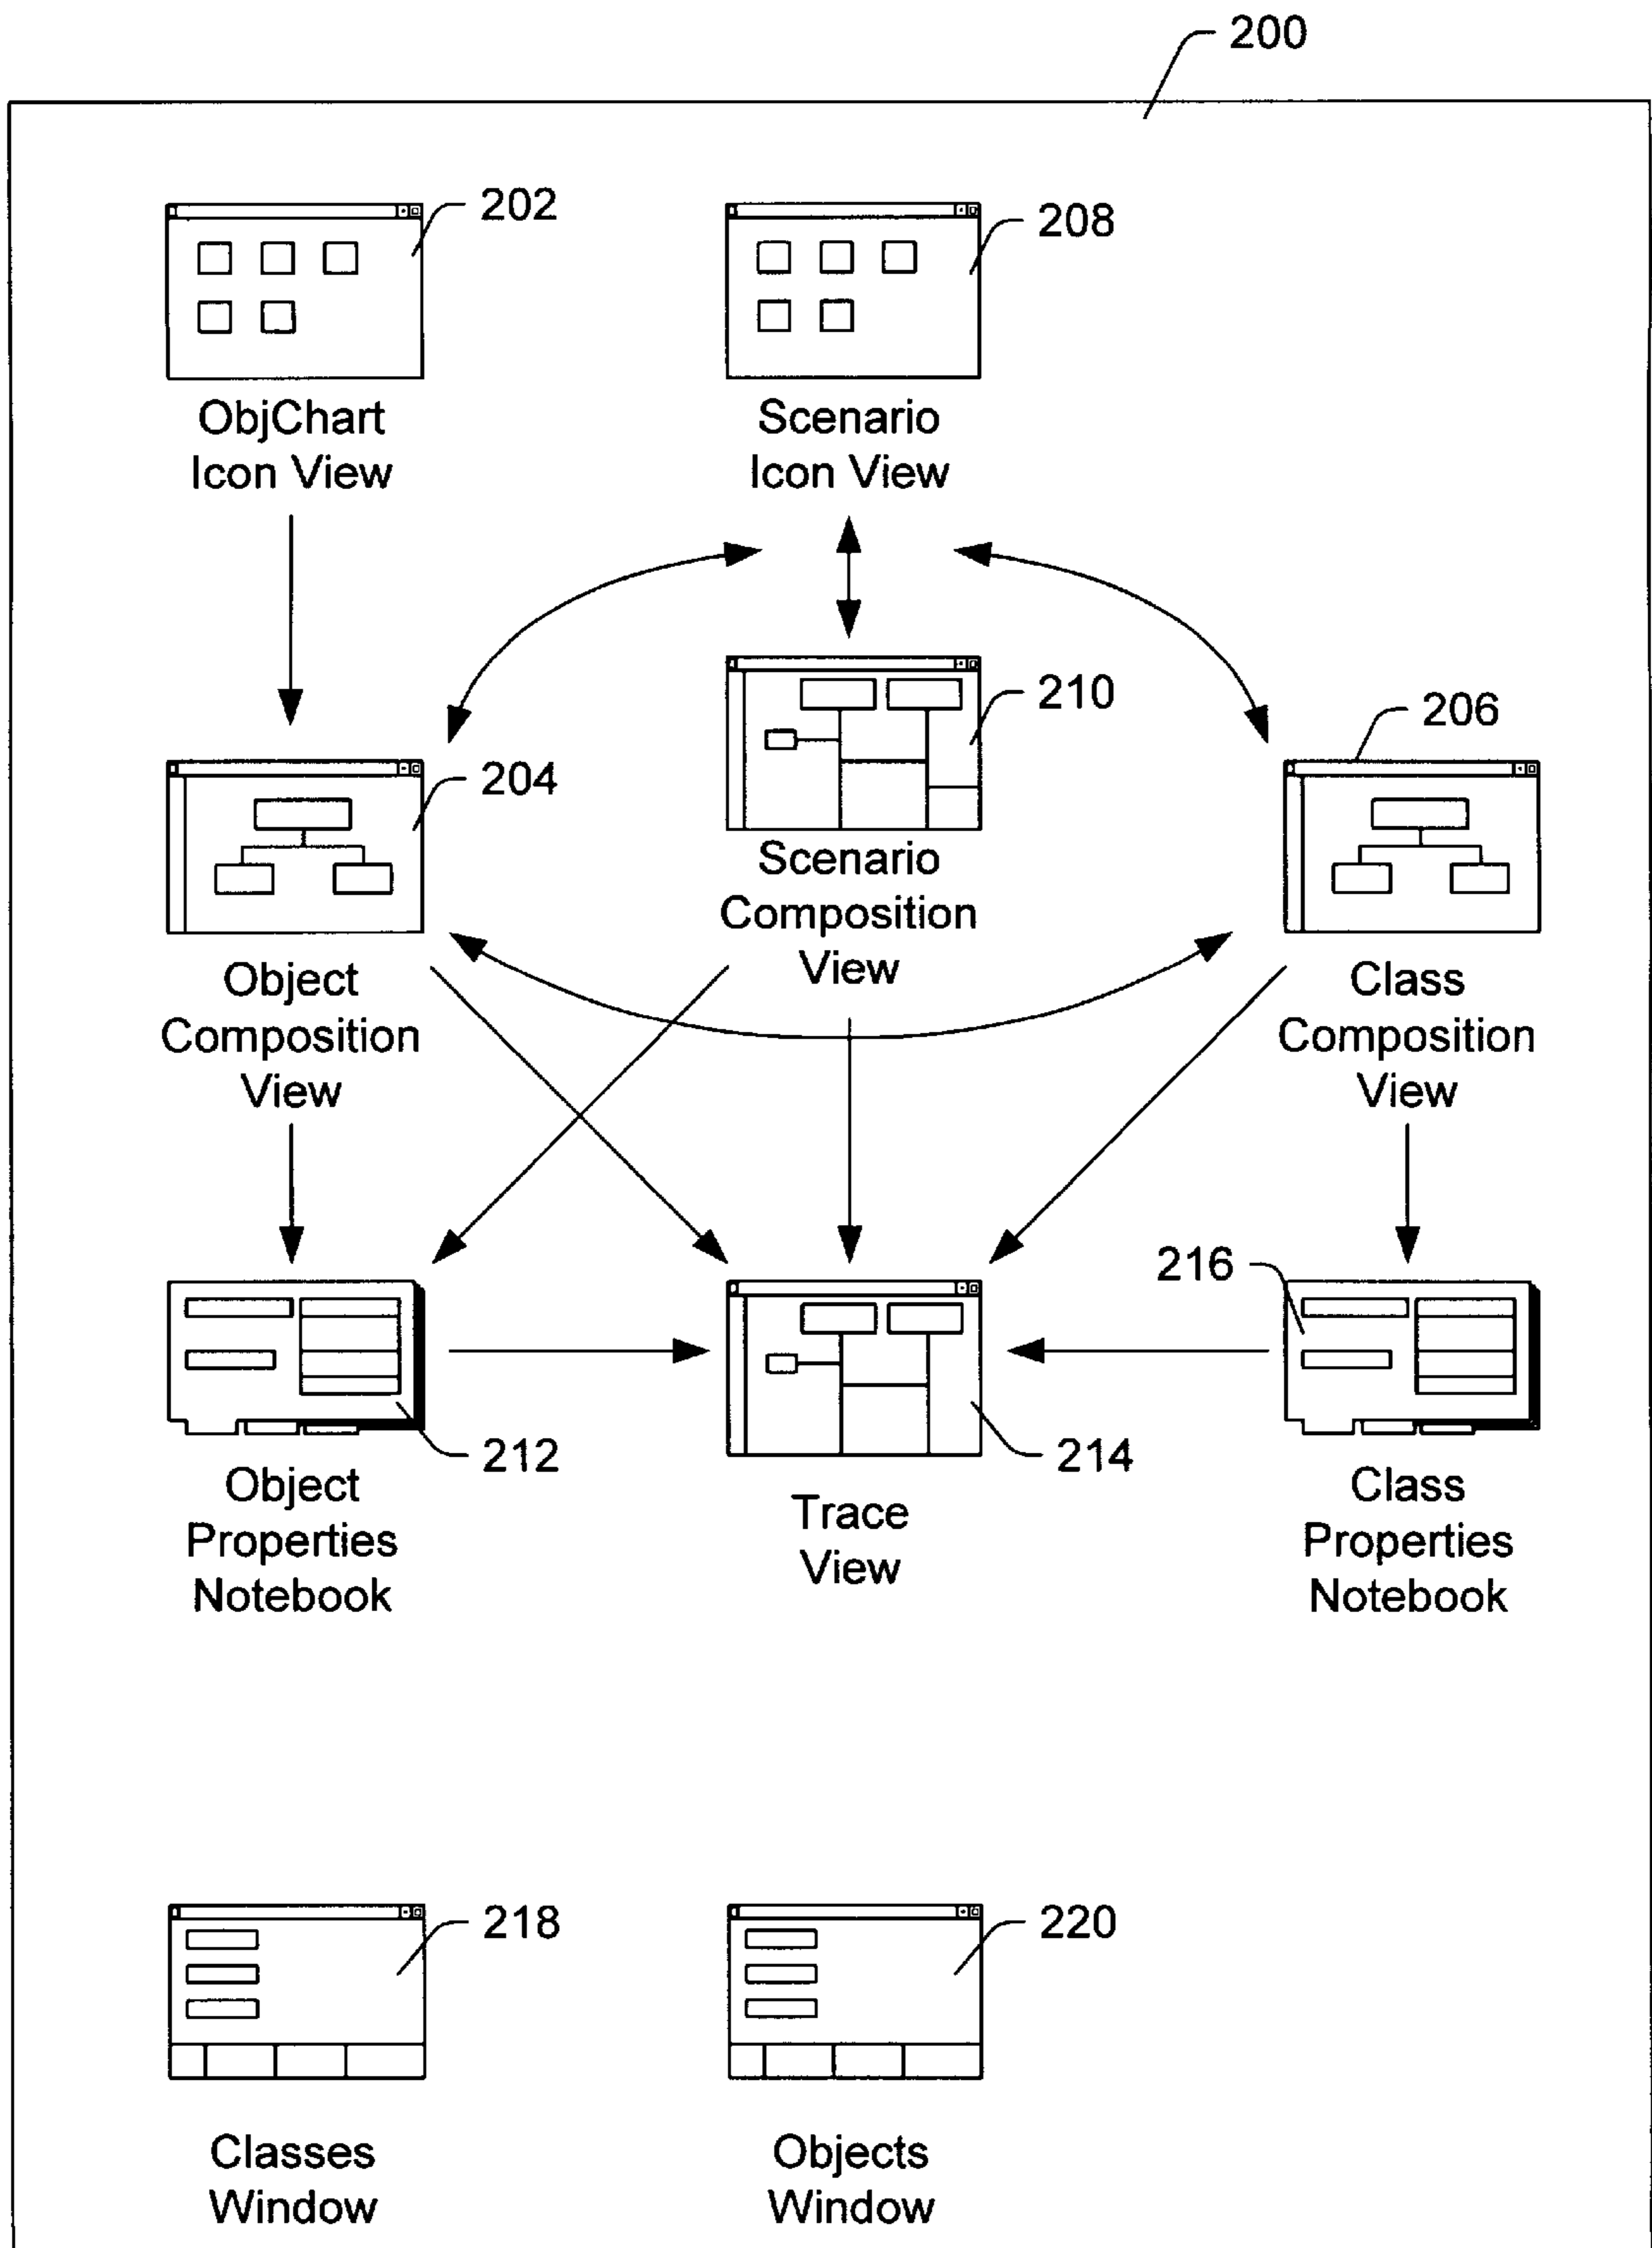 200
202
208
ObjChart
Icon View
Scenario
Icon View
210
206
204
Scenario
Composition
View
Object
Composition
View
Class
Composition
View
216
212
214
Object
Properties
Notebook
Trace
View
Class
Properties
Notebook
218
220
Classes
Window
Objects
Window